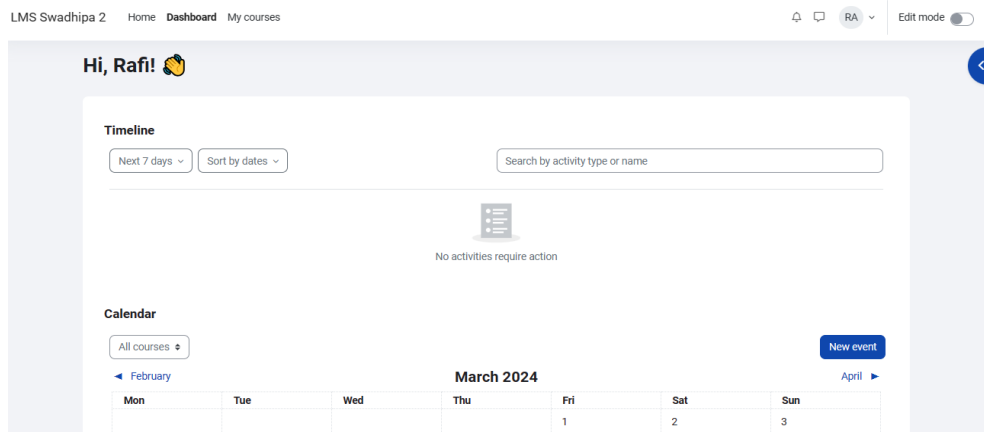 LMS Swadhipa 2 Home Dashboard My courses RA Edit mode
Hi, Rafi! 👋
Timeline
Next 7 days Sort by dates Search by activity type or name
No activities require action
Calendar
All courses New event
◄ February March 2024 April ►
Mon Tue Wed Thu Fri Sat Sun
1 2 3